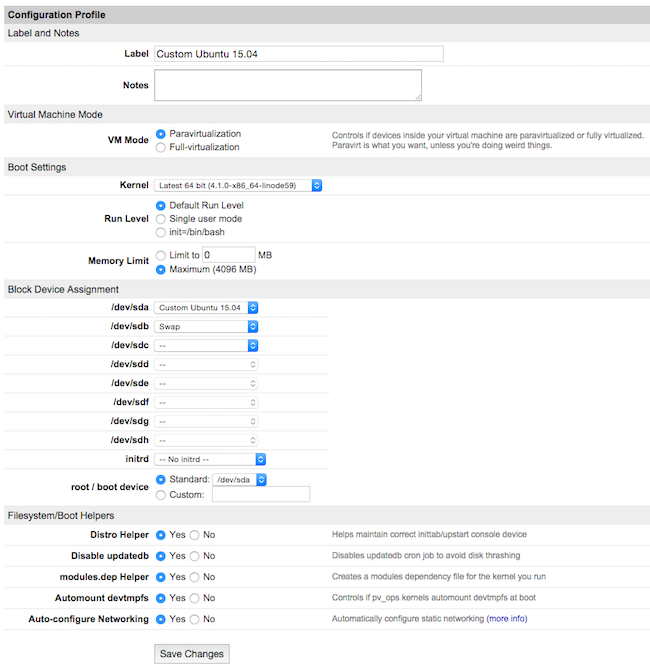 Configuration Profile
Label and Notes
Label Custom Ubuntu 15.04
Notes
Virtual Machine Mode
VM Mode Paravirtualization
Full-virtualization
Controls if devices inside your virtual machine are paravirtualized or fully virtualized.
Paravirt is what you want, unless you're doing weird things.
Boot Settings
Kernel Latest 64 bit (4.1.0-x86_64-linode59)
Run Level Default Run Level
Single user mode
init=/bin/bash
Memory Limit Limit to 0 MB
Maximum (4096 MB)
Block Device Assignment
/dev/sda Custom Ubuntu 15.04
/dev/sdb Swap
/dev/sdc --
/dev/sdd --
/dev/sde --
/dev/sdf --
/dev/sdg --
/dev/sdh --
initrd -- No initrd --
root / boot device Standard: /dev/sda
Custom:
Filesystem/Boot Helpers
Distro Helper Yes No Helps maintain correct inittab/upstart console device
Disable updatedb Yes No Disables updatedb cron job to avoid disk thrashing
modules.dep Helper Yes No Creates a modules dependency file for the kernel you run
Automount devtmpfs Yes No Controls if pv_ops kernels automount devtmpfs at boot
Auto-configure Networking Yes No Automatically configure static networking (more info)
Save Changes